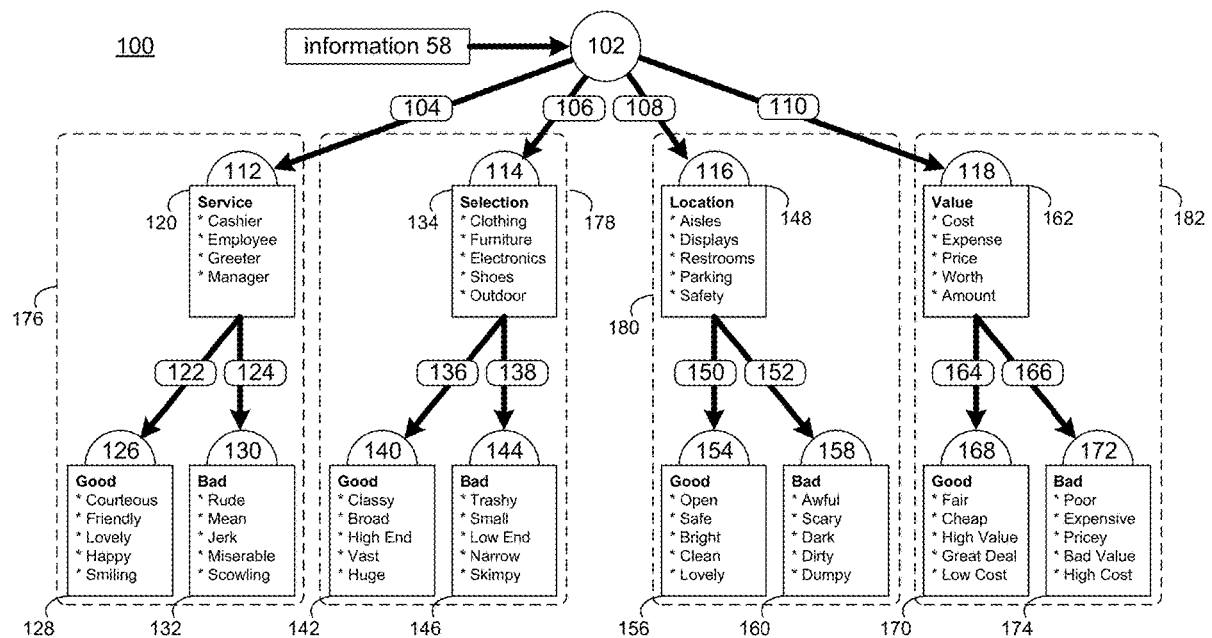 100
information 58
102
104
106
108
110
112
114
116
118
120
Service
* Cashier
* Employee
* Greeter
* Manager
134
Selection
* Clothing
* Furniture
* Electronics
* Shoes
* Outdoor
178
Location
* Aisles
* Displays
* Restrooms
* Parking
* Safety
148
Value
* Cost
* Expense
* Price
* Worth
* Amount
162
182
176
180
122
124
136
138
150
152
164
166
126
130
140
144
154
158
168
172
Good
* Courteous
* Friendly
* Lovely
* Happy
* Smiling
Bad
* Rude
* Mean
* Jerk
* Miserable
* Scowling
Good
* Classy
* Broad
* High End
* Vast
* Huge
Bad
* Trashy
* Small
* Low End
* Narrow
* Skimpy
Good
* Open
* Safe
* Bright
* Clean
* Lovely
Bad
* Awful
* Scary
* Dark
* Dirty
* Dumpy
Good
* Fair
* Cheap
* High Value
* Great Deal
* Low Cost
Bad
* Poor
* Expensive
* Pricey
* Bad Value
* High Cost
128
132
142
146
156
160
170
174